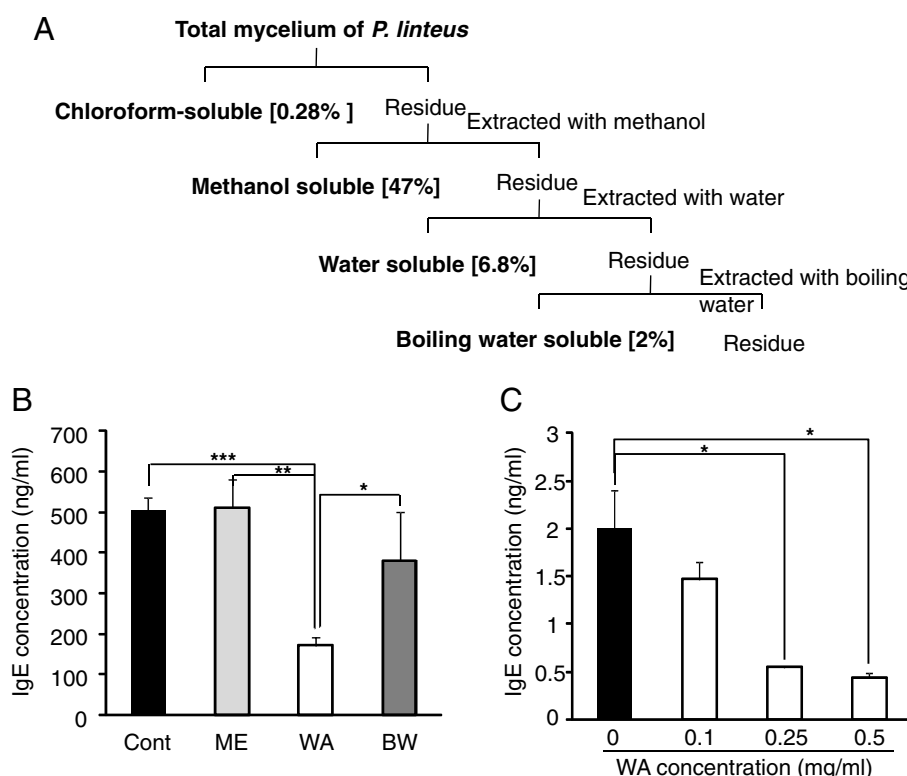 A
Total mycelium of P. linteus
Chloroform-soluble [0.28% ]
Residue
Extracted with methanol
Methanol soluble [47%]
Residue
Extracted with water
Water soluble [6.8%]
Residue
Extracted with boiling
water
Boiling water soluble [2%]
Residue
B
IgE concentration (ng/ml)
700
600
500
400
300
200
100
0
***
**
*
Cont ME WA BW
C
IgE concentration (ng/ml)
3
2.5
2
1.5
1
0.5
0
*
*
0 0.1 0.25 0.5
WA concentration (mg/ml)